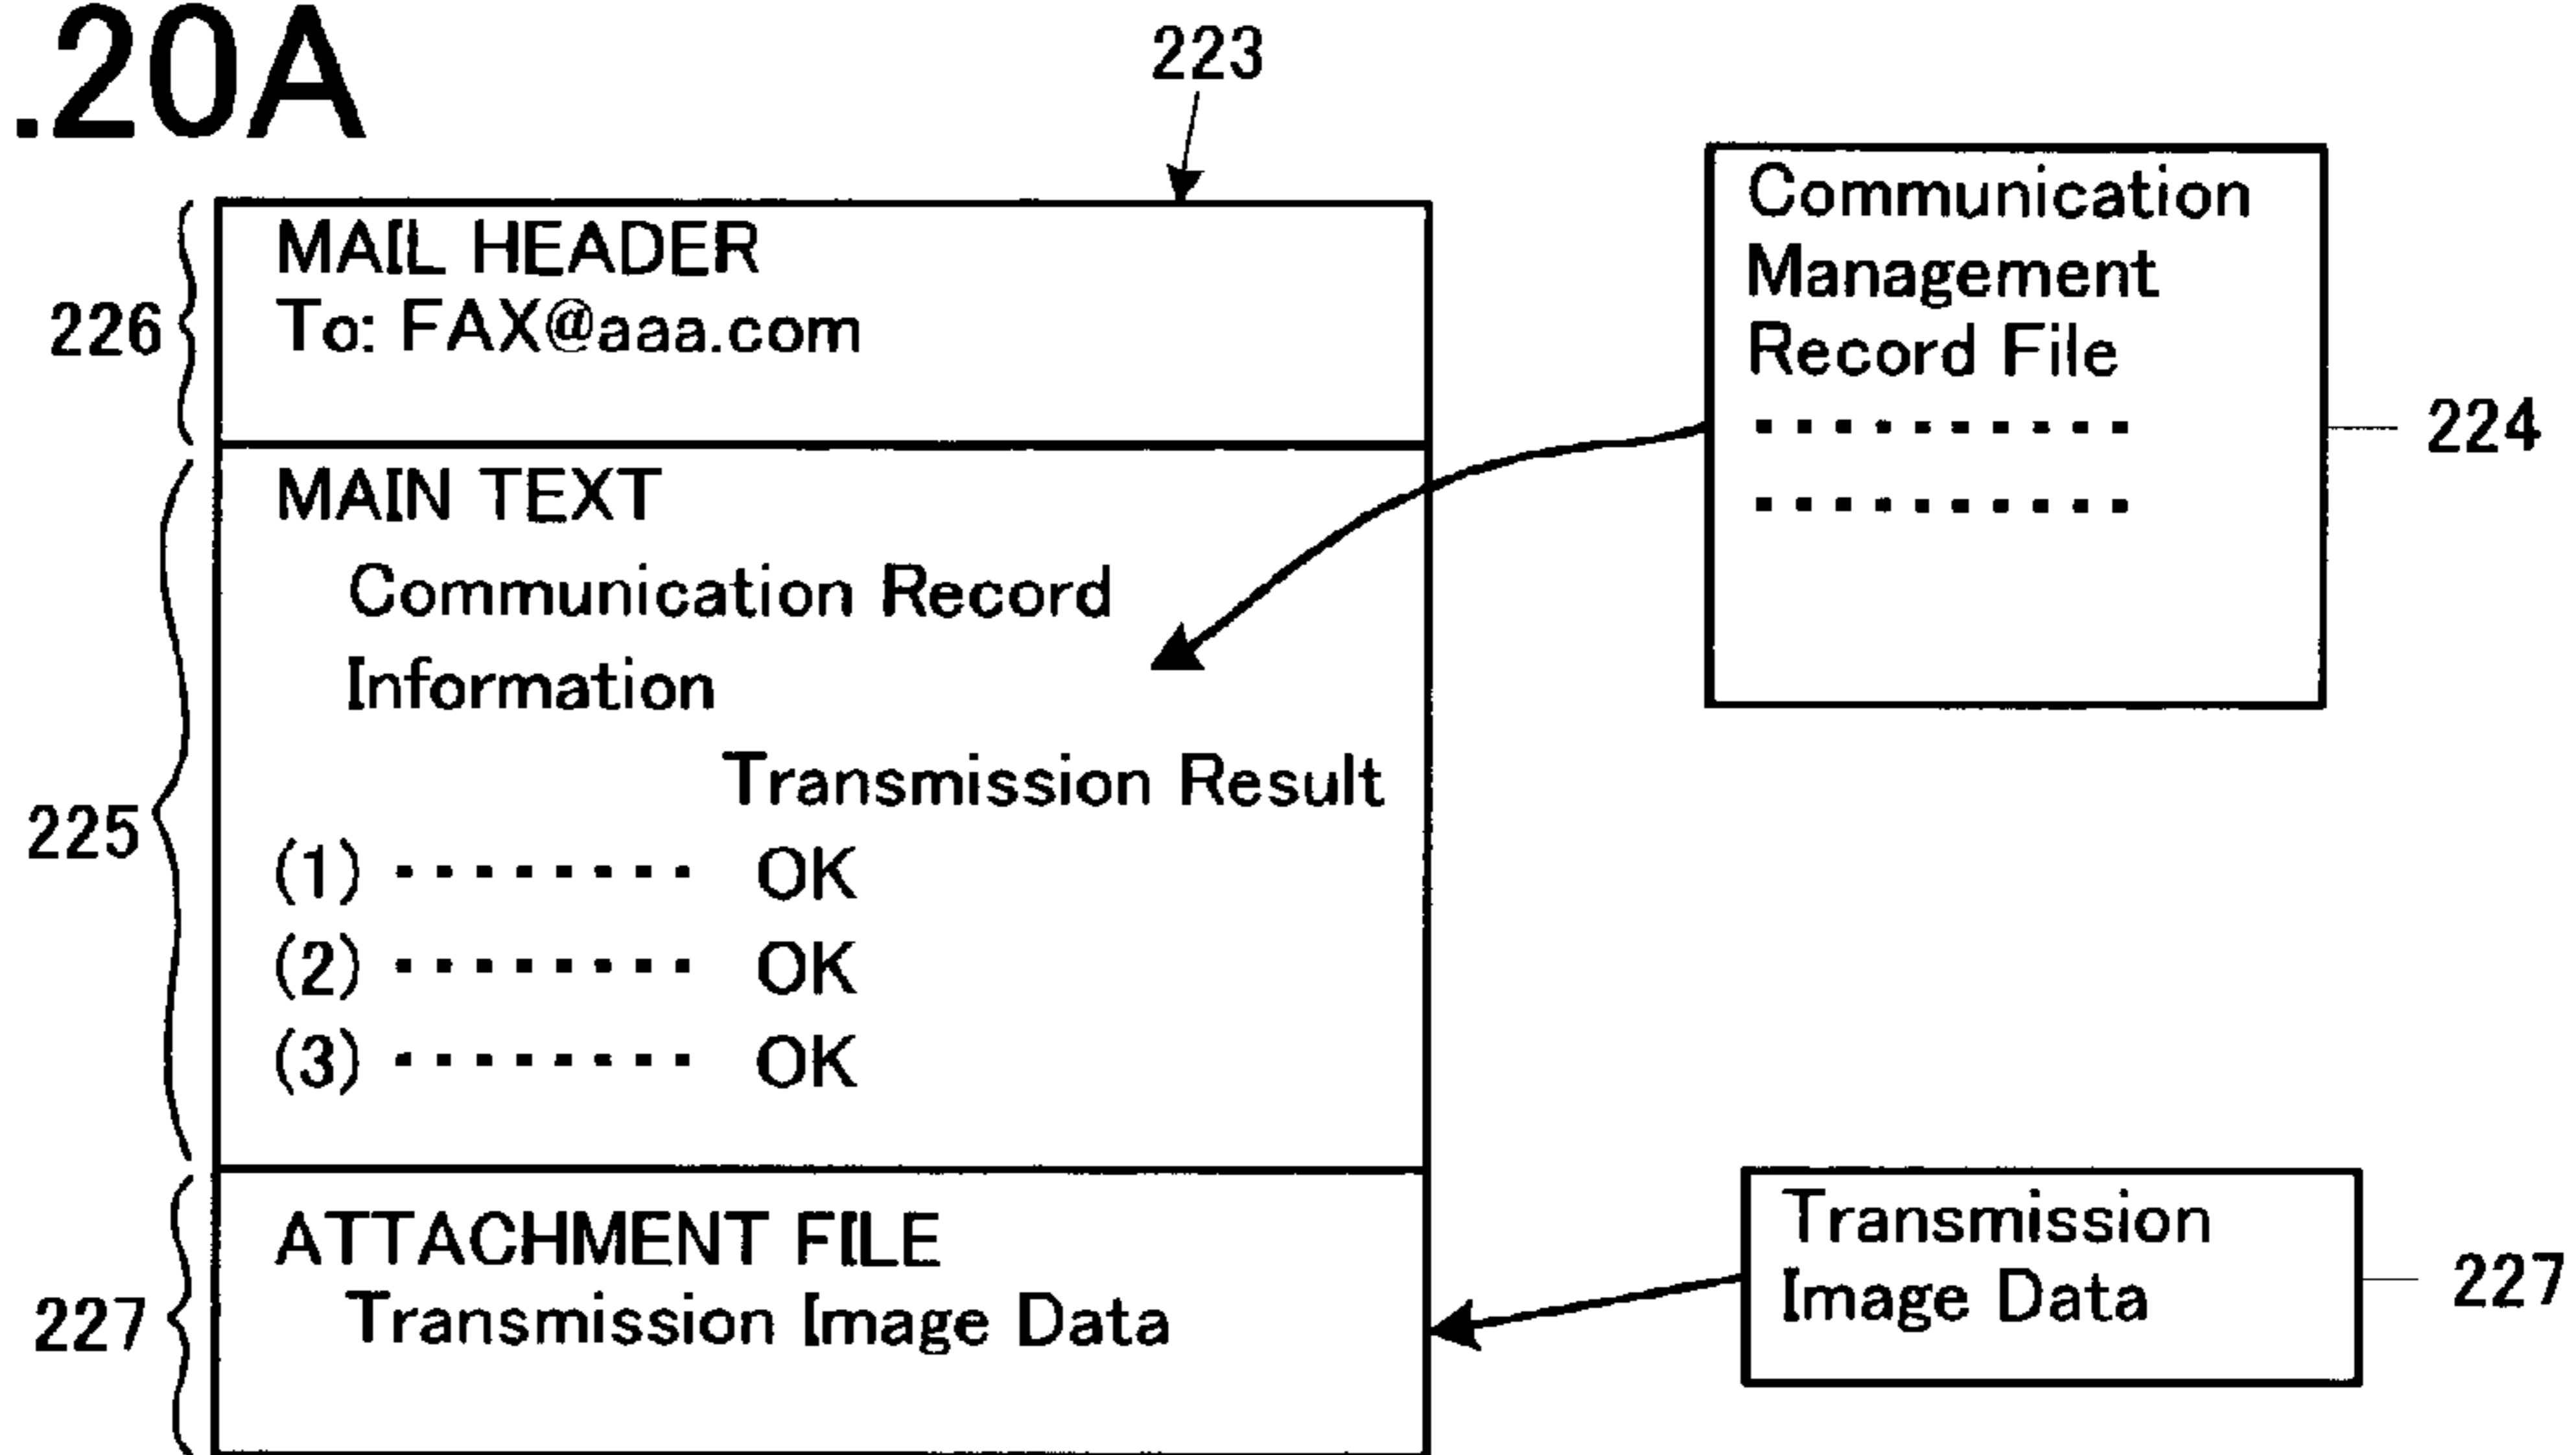 .20A
223
226
MAIL HEADER
To: FAX@aaa.com
225
MAIN TEXT
Communication Record
Information
Transmission Result
(1) ········ OK
(2) ········ OK
(3) ········ OK
227
ATTACHMENT FILE
Transmission Image Data
Communication
Management
Record File
··········
··········
224
Transmission
Image Data
227